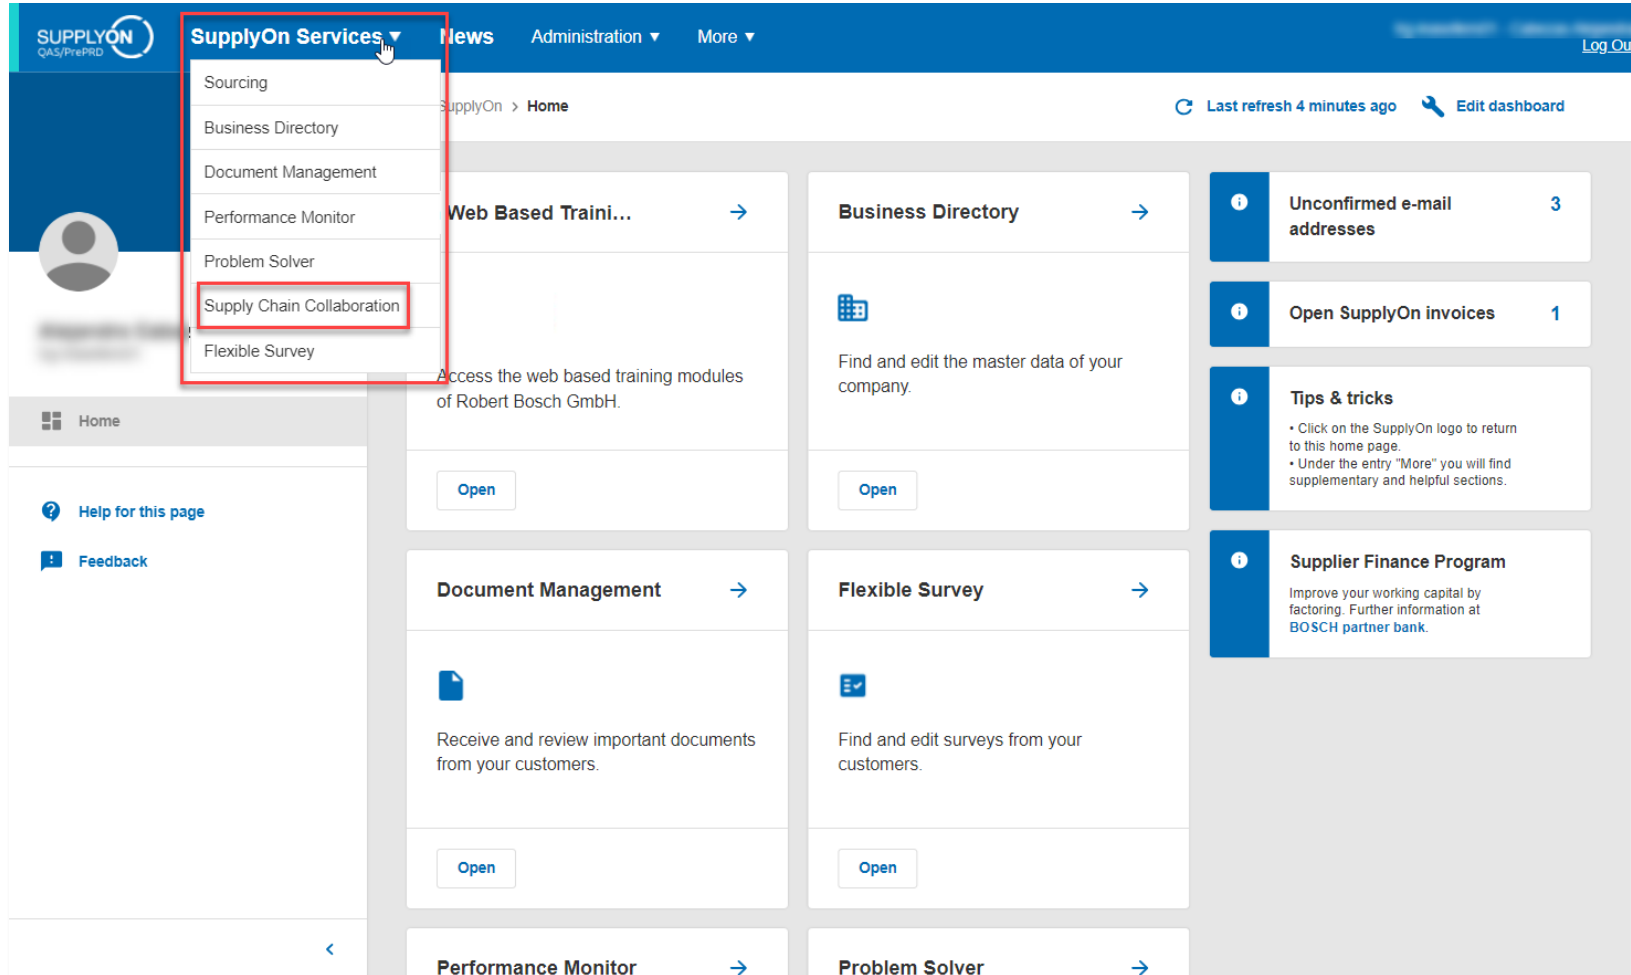 SUPPLYON
QAS/PrePRD
SupplyOn Services ▼
News
Administration ▼
More ▼
Log Ou
Sourcing
Business Directory
Document Management
Performance Monitor
Problem Solver
Supply Chain Collaboration
Flexible Survey
SupplyOn > Home
Last refresh 4 minutes ago
Edit dashboard
Home
Help for this page
Feedback
Web Based Traini...
Access the web based training modules
of Robert Bosch GmbH.
Open
Business Directory
Find and edit the master data of your
company.
Open
Document Management
Receive and review important documents
from your customers.
Open
Flexible Survey
Find and edit surveys from your
customers.
Open
Performance Monitor
Problem Solver
Unconfirmed e-mail 3
addresses
Open SupplyOn invoices 1
Tips & tricks
• Click on the SupplyOn logo to return
to this home page.
• Under the entry "More" you will find
supplementary and helpful sections.
Supplier Finance Program
Improve your working capital by
factoring. Further information at
BOSCH partner bank.